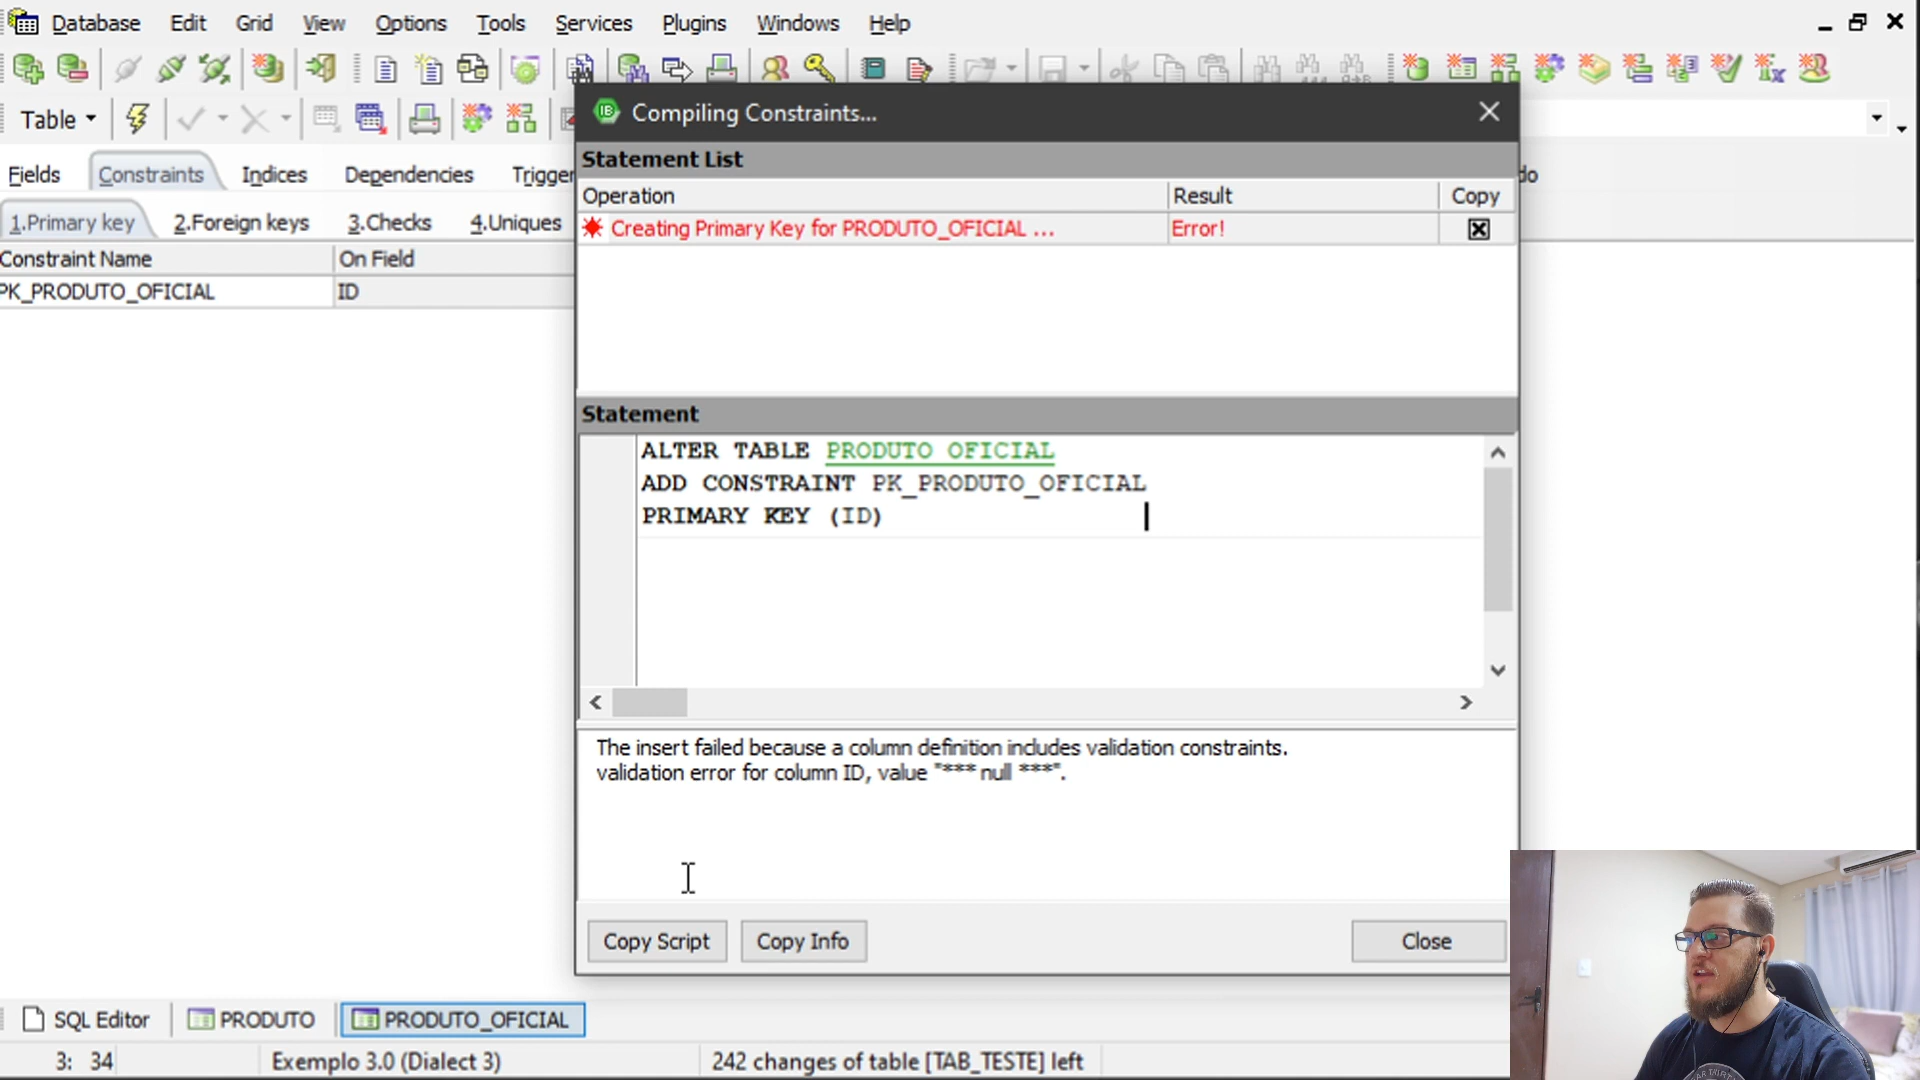 Database Edit Grid View Options Tools Services Plugins Windows Help
Table
Compiling Constraints...
Statement List
Fields Constraints Indices Dependencies Trigger
do
Operation Result Copy
1.Primary key 2.Foreign keys 3.Checks 4.Uniques
Creating Primary Key for PRODUTO_OFICIAL ... Error!
Constraint Name On Field
PK_PRODUTO_OFICIAL ID
Statement
ALTER TABLE PRODUTO_OFICIAL
ADD CONSTRAINT PK_PRODUTO_OFICIAL
PRIMARY KEY (ID)
The insert failed because a column definition includes validation constraints.
validation error for column ID, value "*** null ***".
Copy Script Copy Info Close
SQL Editor PRODUTO PRODUTO_OFICIAL
3: 34 Exemplo 3.0 (Dialect 3) 242 changes of table [TAB_TESTE] left